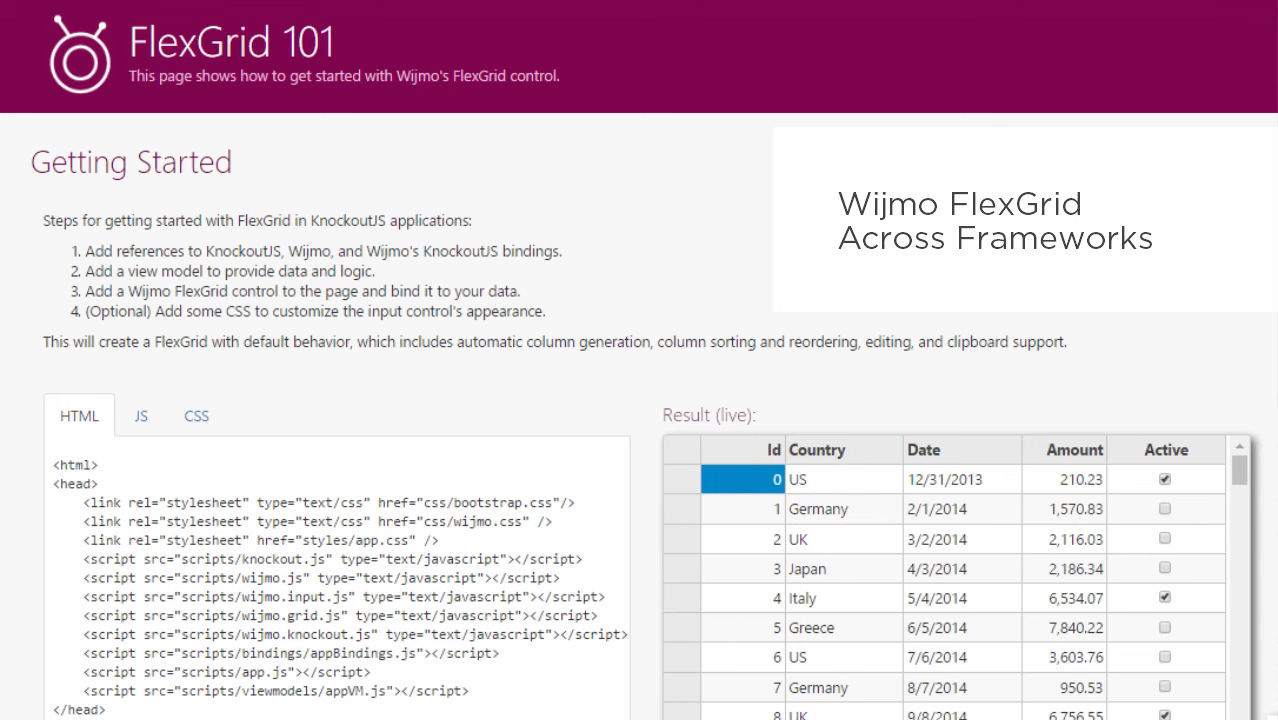 FlexGrid 101
This page shows how to get started with Wijmo's FlexGrid control.
Getting Started
Wijmo FlexGrid
Across Frameworks
Steps for getting started with FlexGrid in KnockoutJS applications:
1. Add references to KnockoutJS, Wijmo, and Wijmo's KnockoutJS bindings.
2. Add a view model to provide data and logic.
3. Add a Wijmo FlexGrid control to the page and bind it to your data.
4. (Optional) Add some CSS to customize the input control's appearance.
This will create a FlexGrid with default behavior, which includes automatic column generation, column sorting and reordering, editing, and clipboard support.
HTML JS CSS
<html>
<head>
<link rel="stylesheet" type="text/css" href="css/bootstrap.css"/>
<link rel="stylesheet" type="text/css" href="css/wijmo.css" />
<link rel="stylesheet" href="styles/app.css" />
<script src="scripts/knockout.js" type="text/javascript"></script>
<script src="scripts/wijmo.js" type="text/javascript"></script>
<script src="scripts/wijmo.input.js" type="text/javascript"></script>
<script src="scripts/wijmo.grid.js" type="text/javascript"></script>
<script src="scripts/wijmo.knockout.js" type="text/javascript"></script>
<script src="scripts/bindings/appBindings.js"></script>
<script src="scripts/app.js"></script>
<script src="scripts/viewmodels/appVM.js"></script>
</head>
Result (live):
Id Country Date Amount Active
0 US 12/31/2013 210.23
1 Germany 2/1/2014 1,570.83
2 UK 3/2/2014 2,116.03
3 Japan 4/3/2014 2,186.34
4 Italy 5/4/2014 6,534.07
5 Greece 6/5/2014 7,840.22
6 US 7/6/2014 3,603.76
7 Germany 8/7/2014 950.53
8 UK 9/8/2014 6,756.55